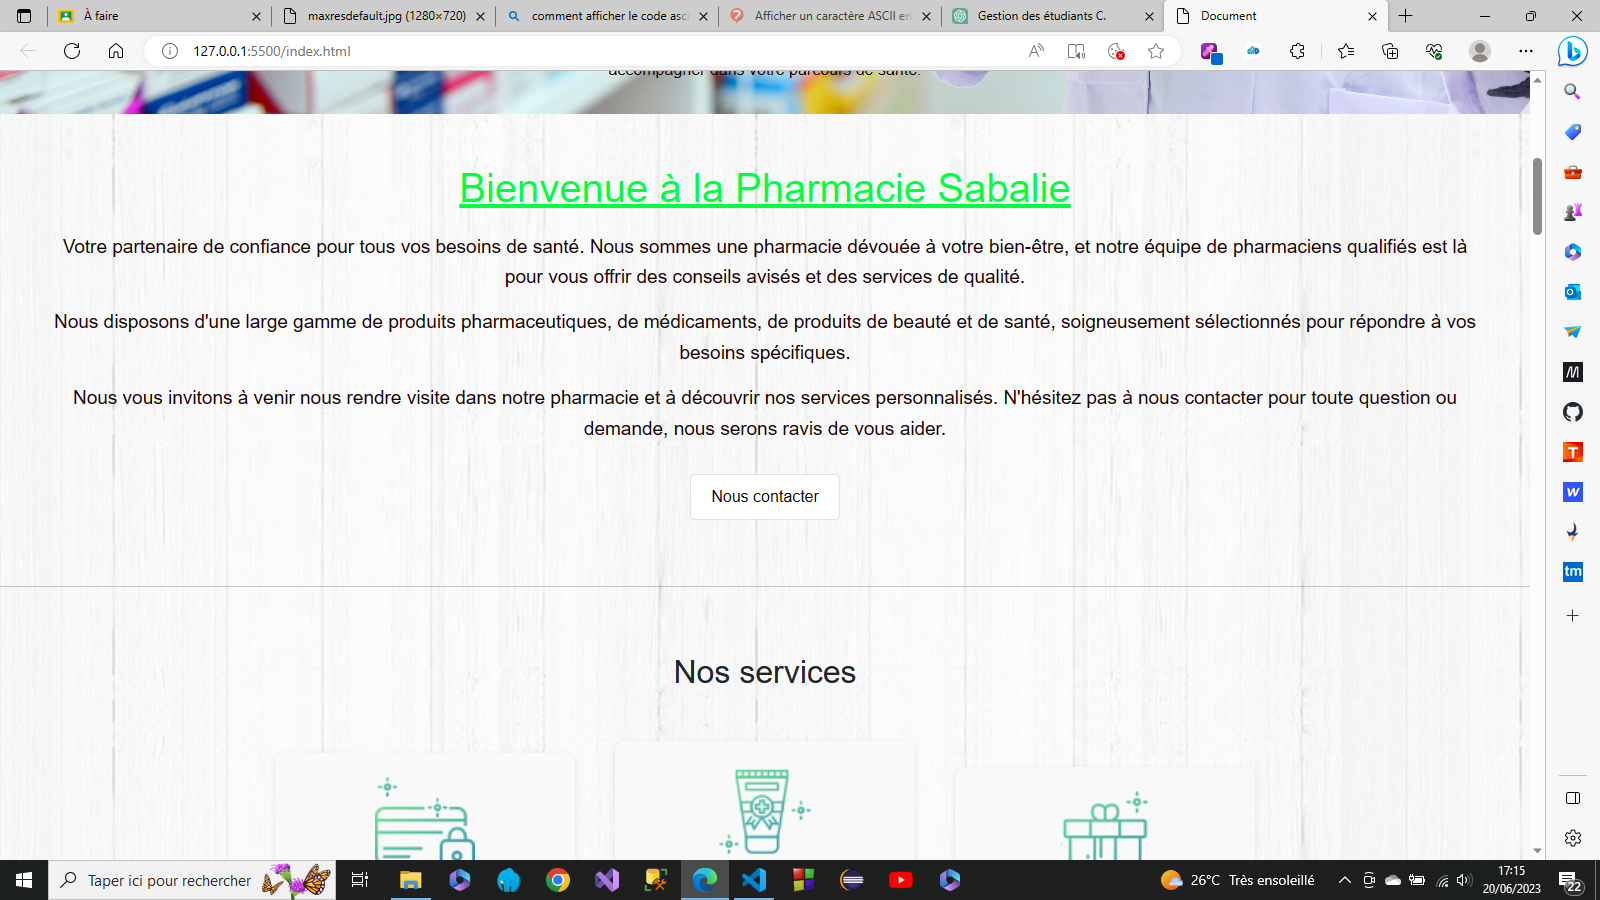 À faire
maxresdefault.jpg (1280×720)
comment afficher le code asci
Afficher un caractère ASCII en
Gestion des étudiants C.
Document
127.0.0.1:5500/index.html
accompagner dans votre parcours de santé.
Bienvenue à la Pharmacie Sabalie
Votre partenaire de confiance pour tous vos besoins de santé. Nous sommes une pharmacie dévouée à votre bien-être, et notre équipe de pharmaciens qualifiés est là
pour vous offrir des conseils avisés et des services de qualité.
Nous disposons d'une large gamme de produits pharmaceutiques, de médicaments, de produits de beauté et de santé, soigneusement sélectionnés pour répondre à vos
besoins spécifiques.
Nous vous invitons à venir nous rendre visite dans notre pharmacie et à découvrir nos services personnalisés. N'hésitez pas à nous contacter pour toute question ou
demande, nous serons ravis de vous aider.
Nous contacter
Nos services
Taper ici pour rechercher
26°C Très ensoleillé
17:15
20/06/2023
22